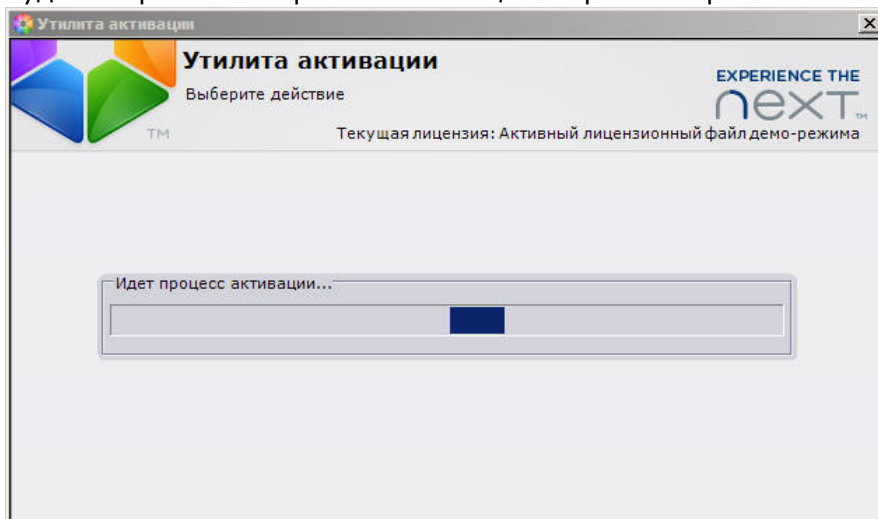 Утилита активации
Утилита активации
Выберите действие
EXPERIENCE THE
next™
TM
Текущая лицензия: Активный лицензионный файл демо-режима
Идет процесс активации...